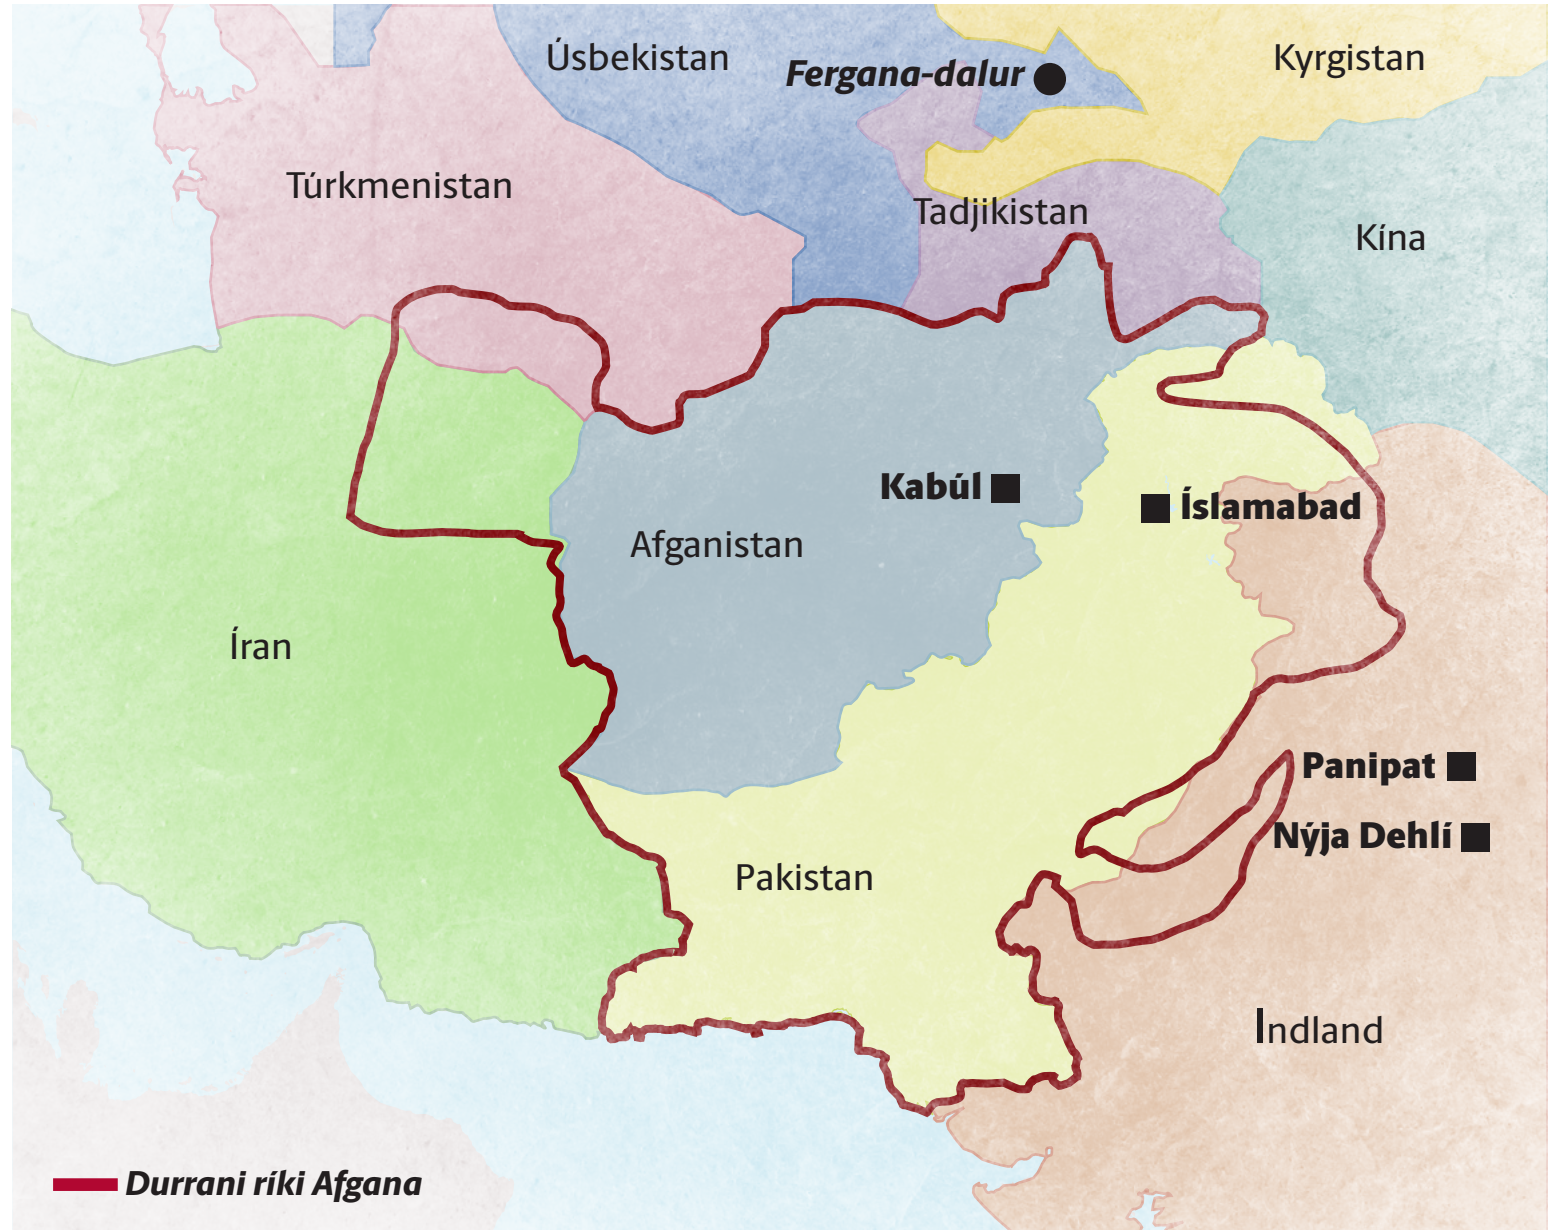 Úsbekistan
Kyrgistan
Fergana-dalur
Túrkmenistan
Tadjikistan
Kína
Kabúl
Íslamabad
Afganistan
Íran
Panipat
Nýja Dehlí
Pakistan
Indland
Durrani ríki Afgana